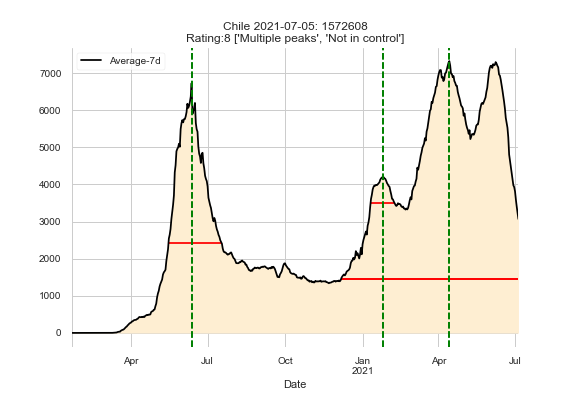 Chile 2021-07-05: 1572608
Rating:8 ['Multiple peaks', 'Not in control']
Average-7d
7000
6000
5000
4000
3000
2000
1000
0
Apr Jul Oct Jan Apr Jul
2021
Date